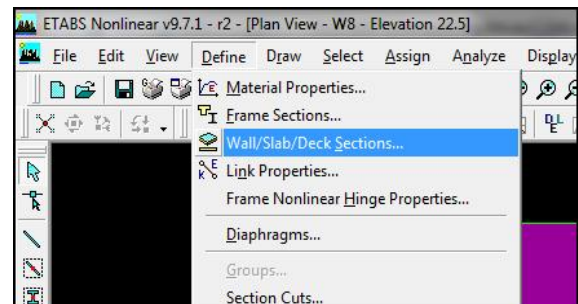 ETABS Nonlinear v9.7.1 - r2 - [Plan View - W8 - Elevation 22.5]
File Edit View Define Draw Select Assign Analyze Display
Material Properties...
Frame Sections...
Wall/Slab/Deck Sections...
Link Properties...
Frame Nonlinear Hinge Properties...
Diaphragms...
Groups...
Section Cuts...